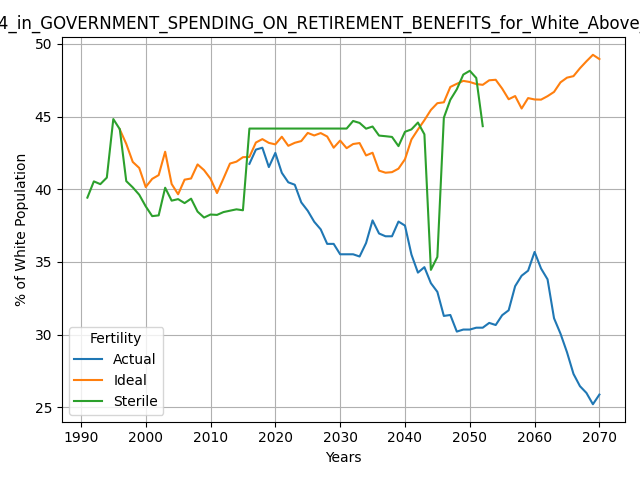 4_in_GOVERNMENT_SPENDING_ON_RETIREMENT_BENEFITS_for_White_Above_
50
45
40
35
30
25
% of White Population
Fertility
Actual
Ideal
Sterile
1990 2000 2010 2020 2030 2040 2050 2060 2070
Years